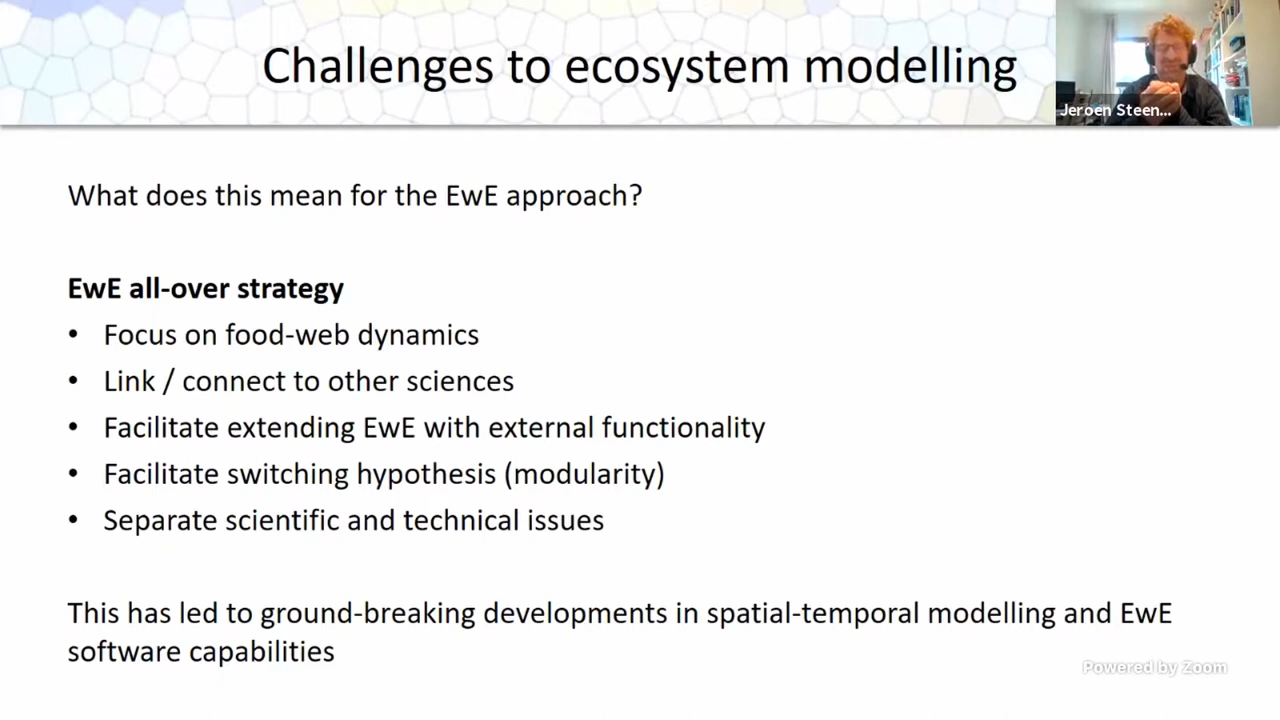 Challenges to ecosystem modelling
Jeroen Steen...
What does this mean for the EwE approach?
EwE all-over strategy
• Focus on food-web dynamics
• Link / connect to other sciences
• Facilitate extending EwE with external functionality
• Facilitate switching hypothesis (modularity)
• Separate scientific and technical issues
This has led to ground-breaking developments in spatial-temporal modelling and EwE
software capabilities
Powered by Zoom